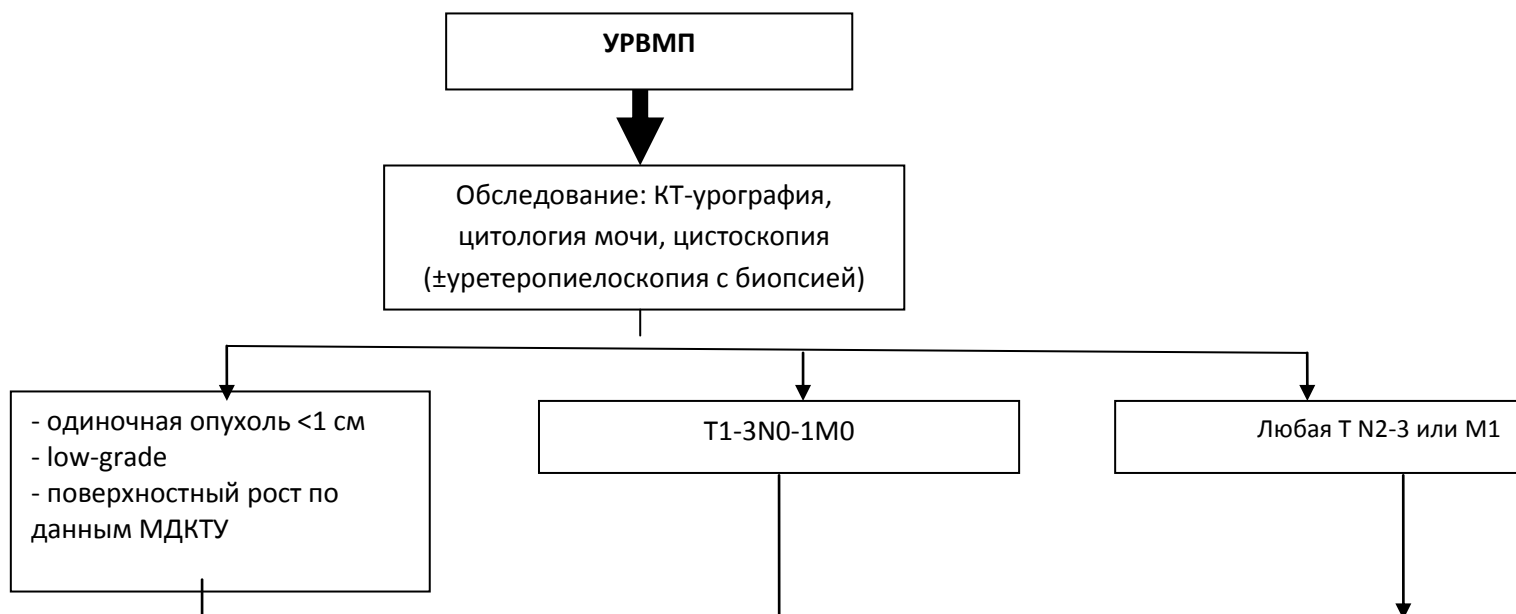 УРВМП
Обследование: КТ-урография,
цитология мочи, цистоскопия
(±уретеропиелоскопия с биопсией)
- одиночная опухоль <1 см
- low-grade
- поверхностный рост по
данным МДКТУ
T1-3N0-1M0
Любая Т N2-3 или М1